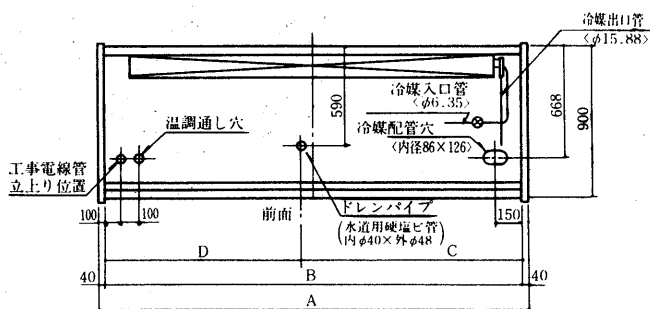 冷媒出口管
<φ15.88>
冷媒入口管
<φ6.35>
590
668
900
温調通し穴
冷媒配管穴
<内径86×126>
工事電線管
立上り位置
100
100
前面
ドレンパイプ
(水道用硬塩ビ管
内φ40×外φ48)
150
D
C
40
B
40
A